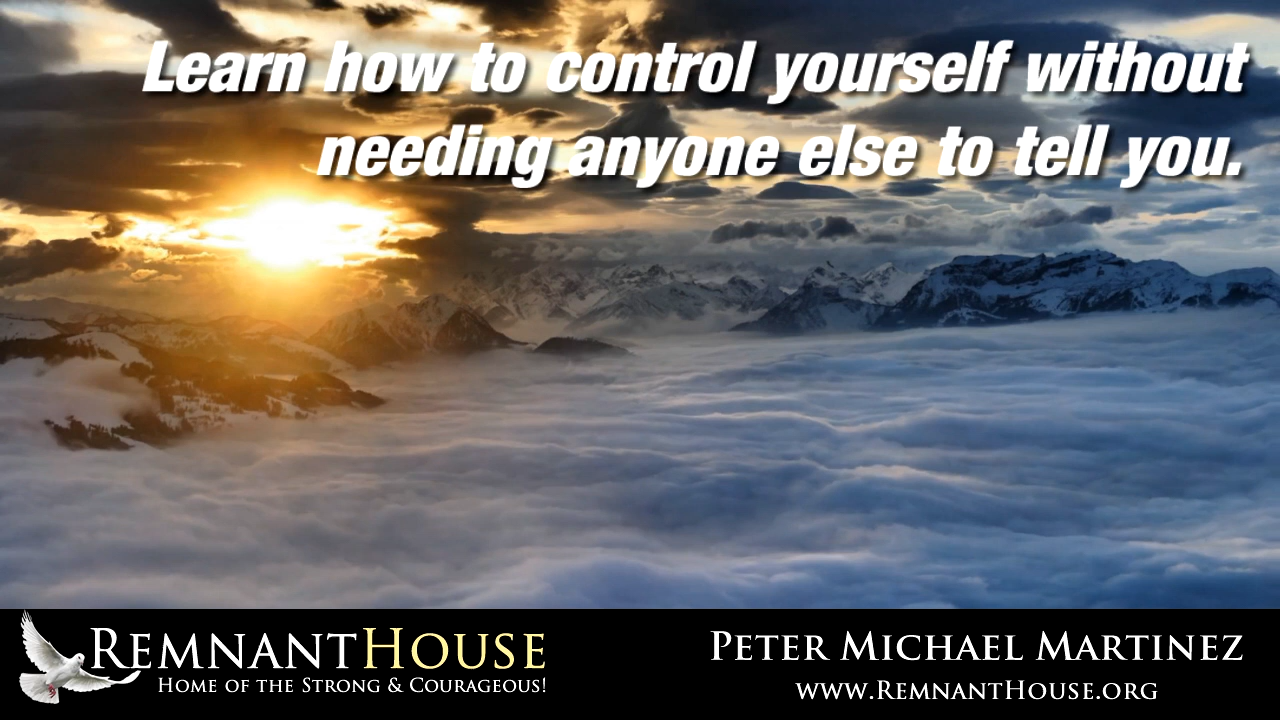 Learn how to control yourself without
needing anyone else to tell you.
RemnantHouse
Home of the Strong & Courageous!
Peter Michael Martinez
www.RemnantHouse.org